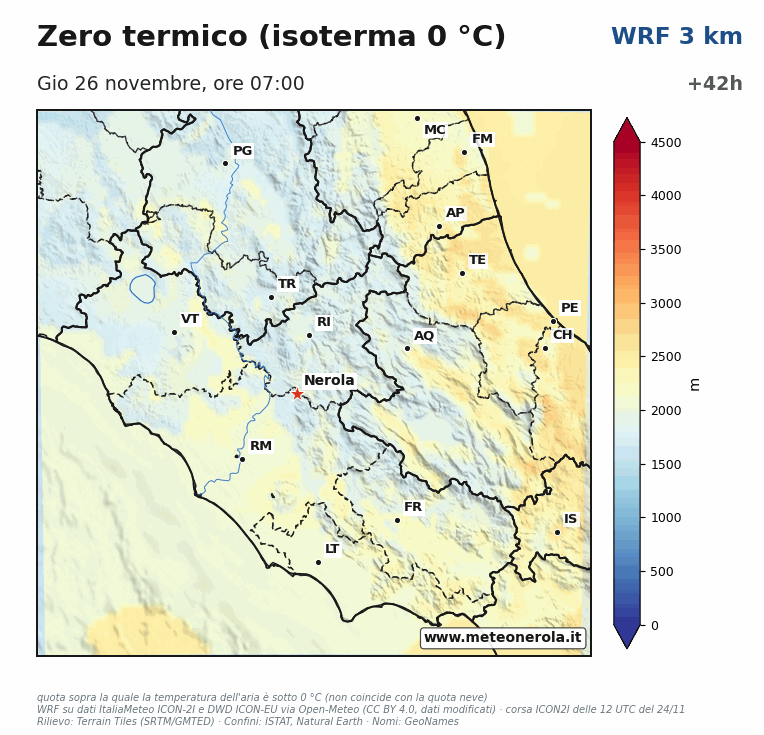 Zero termico (isoterma 0 °C)
WRF 3 km
Gio 26 novembre, ore 07:00
+42h
MC
FM
PG
AP
TE
TR
PE
VT
RI
AQ
CH
Nerola
RM
FR
IS
LT
www.meteonerola.it
4500
4000
3500
3000
2500
2000
1500
1000
500
0
m
quota sopra la quale la temperatura dell'aria è sotto 0 °C (non coincide con la quota neve)
WRF su dati ItaliaMeteo ICON-2I e DWD ICON-EU via Open-Meteo (CC BY 4.0, dati modificati) · corsa ICON2I delle 12 UTC del 24/11
Rilievo: Terrain Tiles (SRTM/GMTED) · Confini: ISTAT, Natural Earth · Nomi: GeoNames